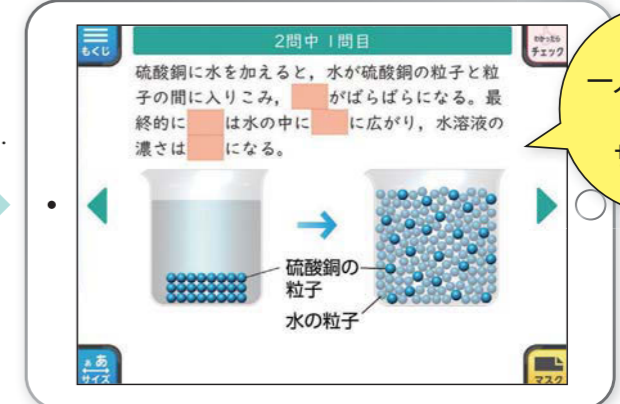 もくじ
2問中 1問目
わかったら
チェック
硫酸銅に水を加えると，水が硫酸銅の粒子と粒
子の間に入りこみ，　　がばらばらになる。最
終的に　　は水の中に　　に広がり，水溶液の
濃さは　　になる。
硫酸銅の
粒子
水の粒子
あ あ
サイズ
マスク